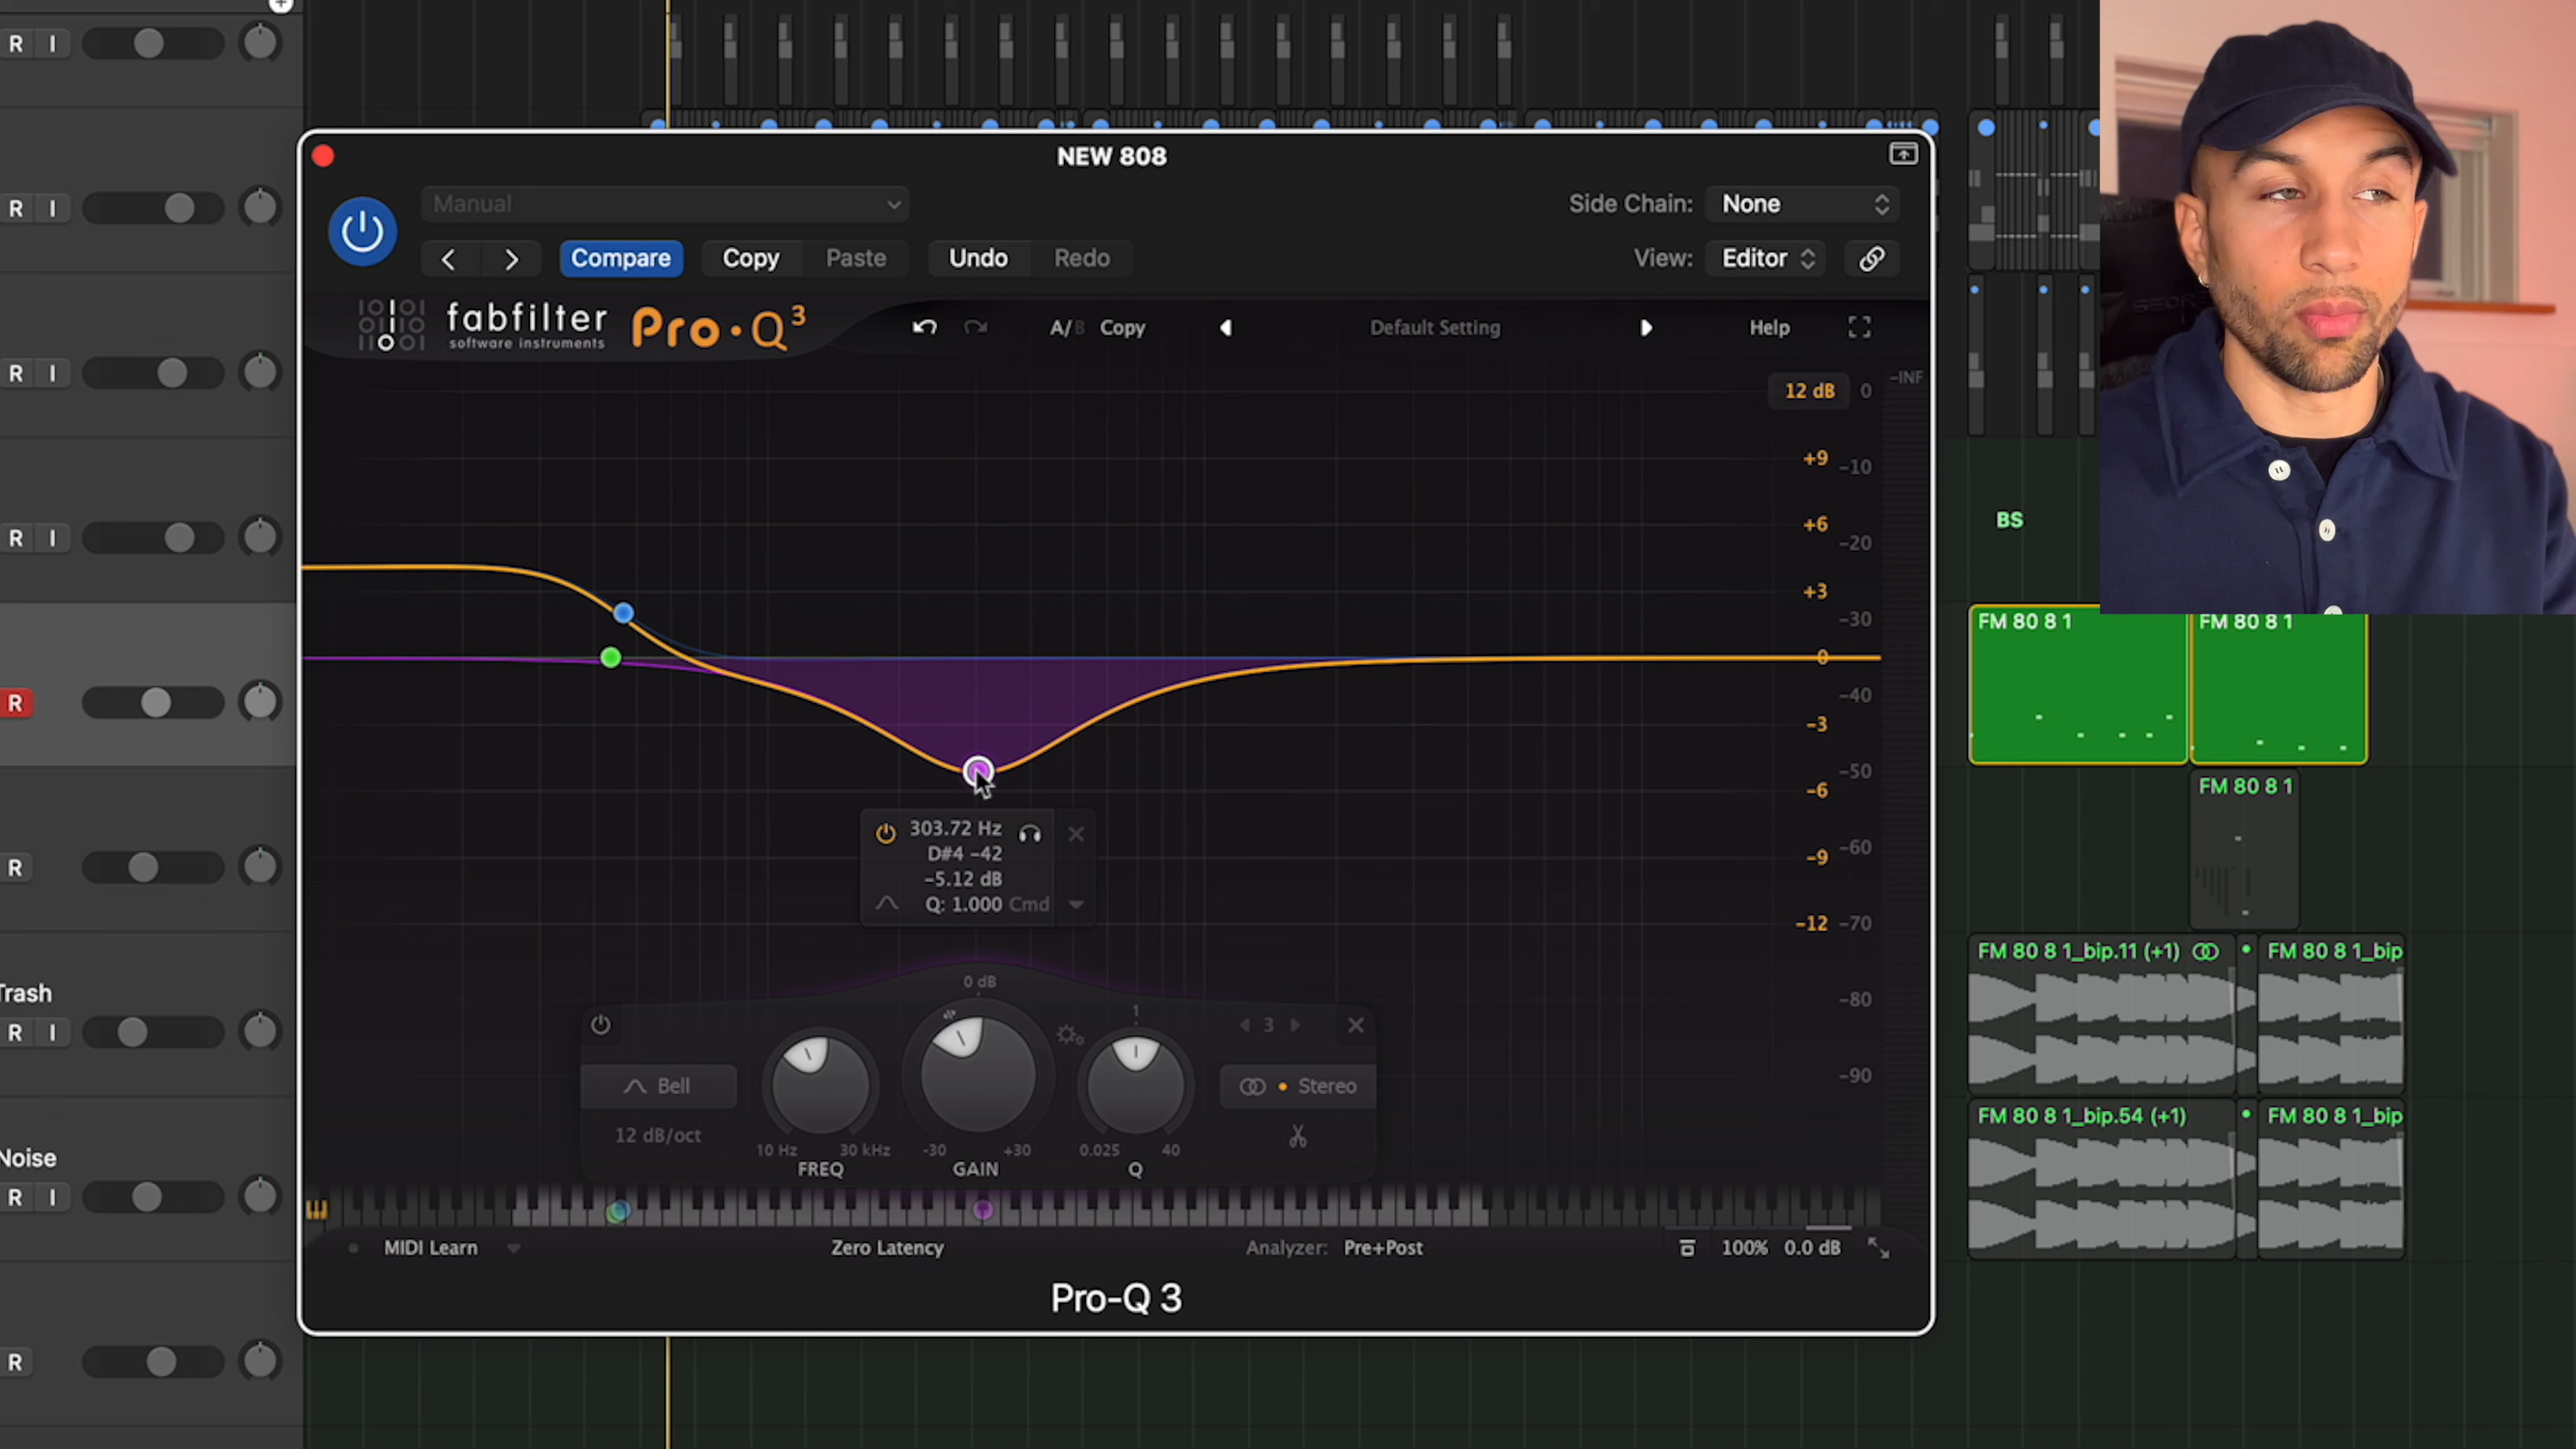 R I
R I
R I
R I
R
R
Trash
R I
Noise
R I
R
NEW 808
Manual
Side Chain: None
Compare Copy Paste Undo Redo
View: Editor
fabfilter
software instruments
Pro·Q 3
A/B Copy
Default Setting
Help
12 dB 0 -INF
+9 -10
+6 -20
+3 -30
0 -40
-3 -50
-6 -60
-9 -70
-12 -80
-90
303.72 Hz
D#4 -42
-5.12 dB
Q: 1.000 Cmd
0 dB
1
3
Bell
Stereo
12 dB/oct
10 Hz 30 kHz
FREQ
-30 +30
GAIN
0.025 40
Q
MIDI Learn
Zero Latency
Analyzer: Pre+Post
100% 0.0 dB
Pro-Q 3
BS
FM 80 8 1
FM 80 8 1
FM 80 8 1
FM 80 8 1_bip.11 (+1)
FM 80 8 1_bip
FM 80 8 1_bip.54 (+1)
FM 80 8 1_bip